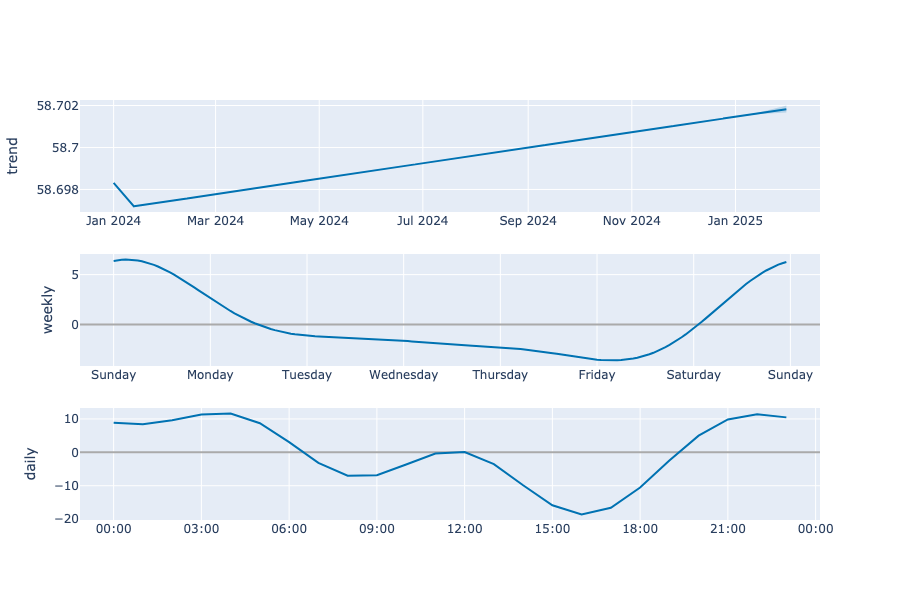 trend
58.702
58.7
58.698
Jan 2024 Mar 2024 May 2024 Jul 2024 Sep 2024 Nov 2024 Jan 2025
weekly
5
0
Sunday Monday Tuesday Wednesday Thursday Friday Saturday Sunday
daily
10
0
−10
−20
00:00 03:00 06:00 09:00 12:00 15:00 18:00 21:00 00:00